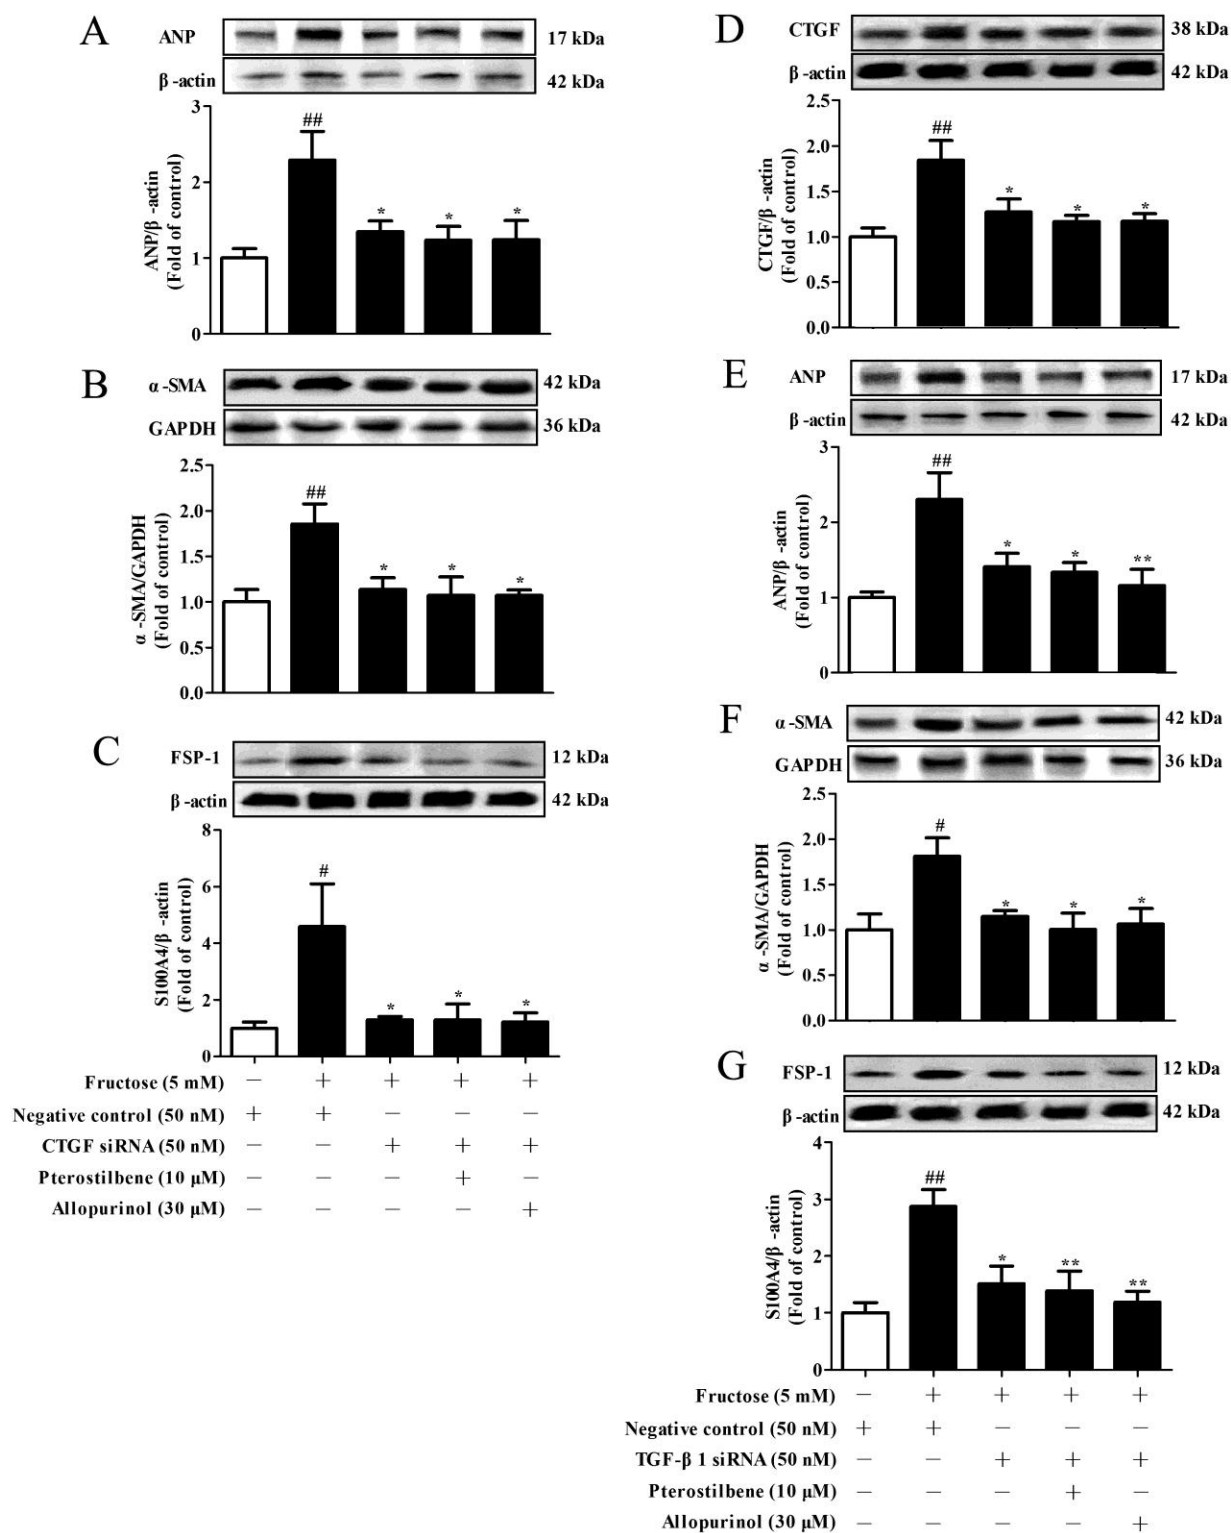 A
ANP
17 kDa
β -actin
42 kDa
3
2
1
0
ANP/β -actin
(Fold of control)
##
*
*
*
B
α -SMA
42 kDa
GAPDH
36 kDa
2.5
2.0
1.5
1.0
0.5
0.0
α -SMA/GAPDH
(Fold of control)
##
*
*
*
C
FSP-1
12 kDa
β -actin
42 kDa
8
6
4
2
0
S100A4/β -actin
(Fold of control)
#
*
*
*
Fructose (5 mM) − + + + +
Negative control (50 nM) + + − − −
CTGF siRNA (50 nM) − − + + +
Pterostilbene (10 μM) − − − + −
Allopurinol (30 μM) − − − − +
D
CTGF
38 kDa
β -actin
42 kDa
2.5
2.0
1.5
1.0
0.5
0.0
CTGF/β -actin
(Fold of control)
##
*
*
*
E
ANP
17 kDa
β -actin
42 kDa
3
2
1
0
ANP/β -actin
(Fold of control)
##
*
*
**
F
α -SMA
42 kDa
GAPDH
36 kDa
2.5
2.0
1.5
1.0
0.5
0.0
α -SMA/GAPDH
(Fold of control)
#
*
*
*
G
FSP-1
12 kDa
β -actin
42 kDa
4
3
2
1
0
S100A4/β -actin
(Fold of control)
##
*
**
**
Fructose (5 mM) − + + + +
Negative control (50 nM) + + − − −
TGF-β 1 siRNA (50 nM) − − + + +
Pterostilbene (10 μM) − − − + −
Allopurinol (30 μM) − − − − +